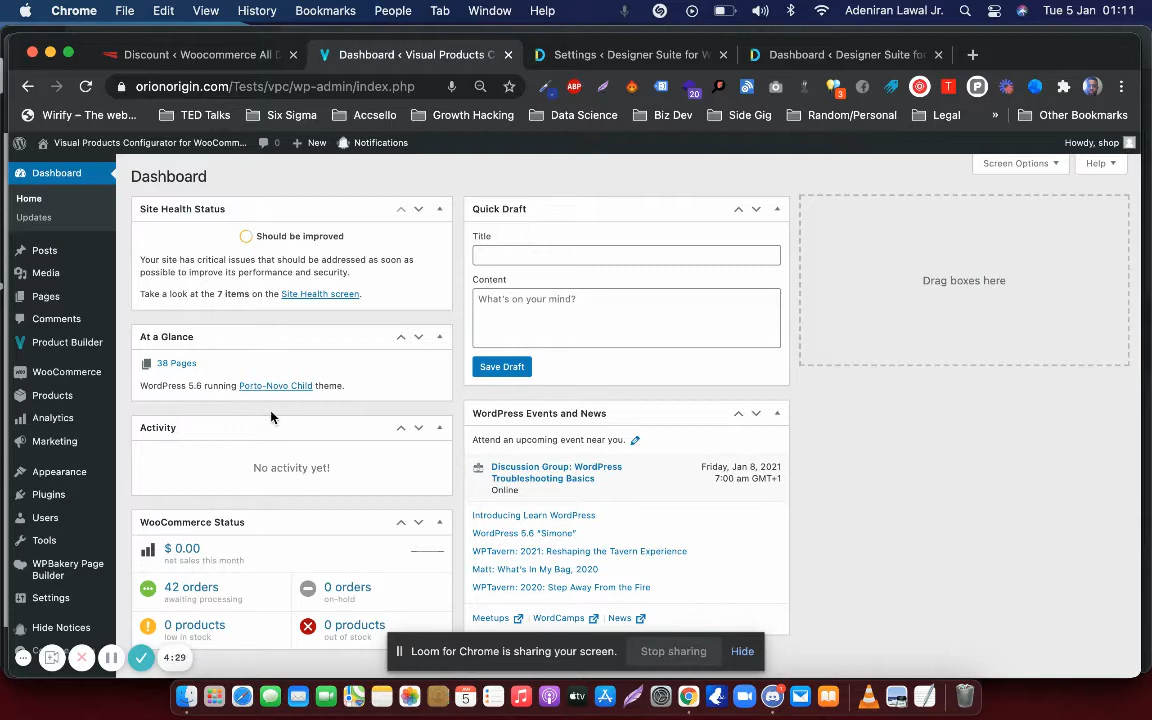 Chrome File Edit View History Bookmarks People Tab Window Help Adeniran Lawal Jr. Tue 5 Jan 01:11
Discount ‹ Woocommerce All D Dashboard ‹ Visual Products C Settings ‹ Designer Suite for W Dashboard ‹ Designer Suite fo
orionorigin.com/Tests/vpc/wp-admin/index.php
ABP 20 3 T P
Wirify – The web... TED Talks Six Sigma Accsello Growth Hacking Data Science Biz Dev Side Gig Random/Personal Legal » Other Bookmarks
Visual Products Configurator for WooComm... 0 New Notifications Howdy, shop
Screen Options Help
Dashboard
Home
Updates
Posts
Media
Pages
Comments
Product Builder
WooCommerce
Products
Analytics
Marketing
Appearance
Plugins
Users
Tools
WPBakery Page
Builder
Settings
Hide Notices
Dashboard
Site Health Status
Should be improved
Your site has critical issues that should be addressed as soon as
possible to improve its performance and security.
Take a look at the 7 items on the Site Health screen.
At a Glance
38 Pages
WordPress 5.6 running Porto-Novo Child theme.
Activity
No activity yet!
WooCommerce Status
$ 0.00
net sales this month
42 orders
awaiting processing
0 orders
on-hold
0 products
low in stock
0 products
out of stock
Quick Draft
Title
Content
What's on your mind?
Save Draft
WordPress Events and News
Attend an upcoming event near you.
Discussion Group: WordPress
Troubleshooting Basics
Online
Friday, Jan 8, 2021
7:00 am GMT+1
Introducing Learn WordPress
WordPress 5.6 “Simone”
WPTavern: 2021: Reshaping the Tavern Experience
Matt: What's In My Bag, 2020
WPTavern: 2020: Step Away From the Fire
Meetups WordCamps News
Drag boxes here
4:29
Loom for Chrome is sharing your screen. Stop sharing Hide
JAN
5
tv